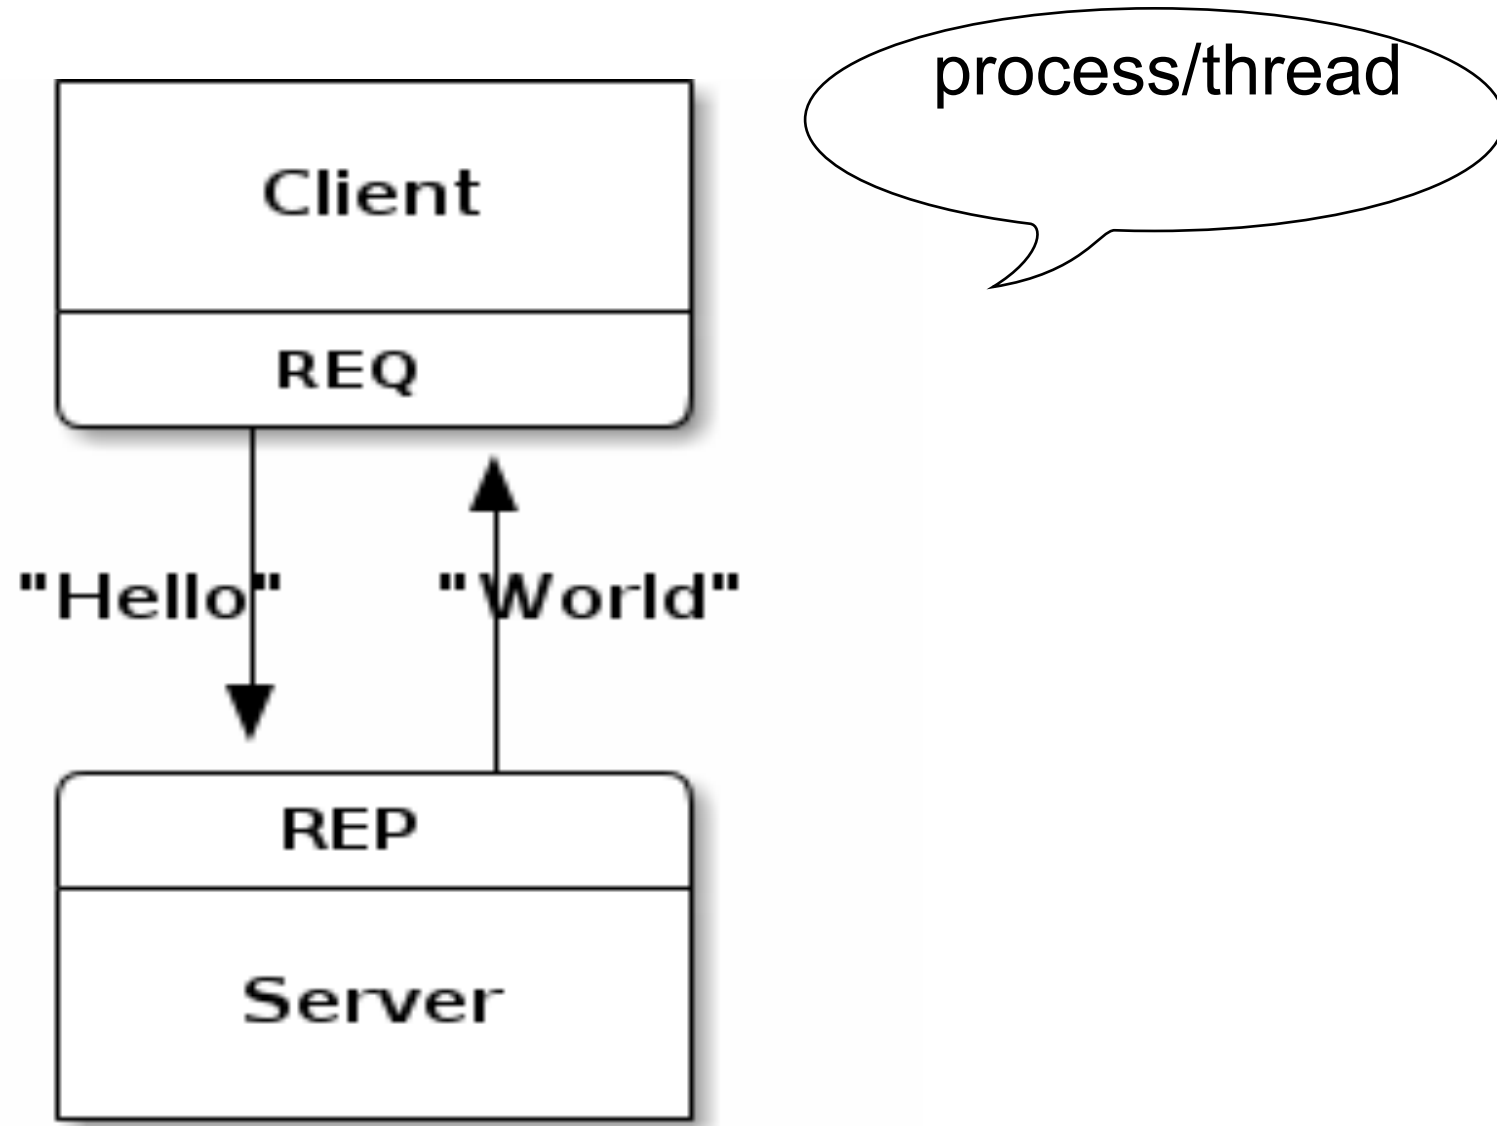 process/thread
Client
REQ
"Hello"
"World"
REP
Server